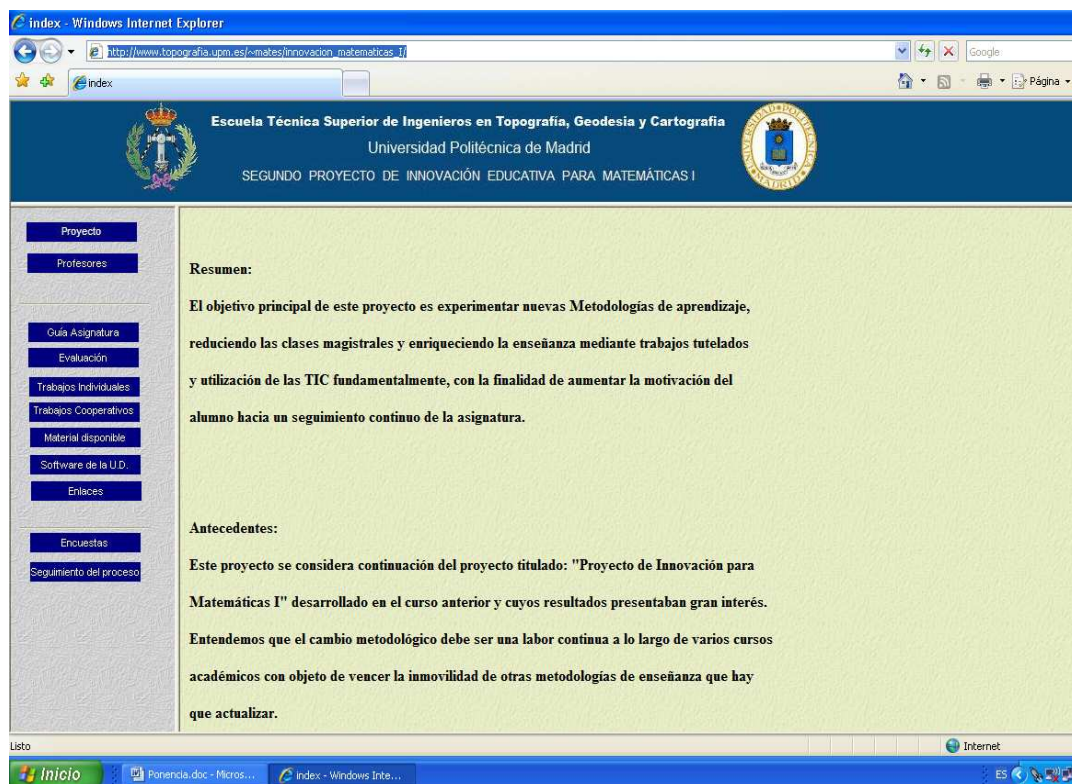 index - Windows Internet Explorer
http://www.topografia.upm.es/~mates/innovacion_matematicas_I/
Google
index
Página
Escuela Técnica Superior de Ingenieros en Topografía, Geodesia y Cartografía
Universidad Politécnica de Madrid
SEGUNDO PROYECTO DE INNOVACIÓN EDUCATIVA PARA MATEMÁTICAS I
Proyecto
Profesores
Guía Asignatura
Evaluación
Trabajos Individuales
Trabajos Cooperativos
Material disponible
Software de la U.D.
Enlaces
Encuestas
Seguimiento del proceso
Resumen:
El objetivo principal de este proyecto es experimentar nuevas Metodologías de aprendizaje,
reduciendo las clases magistrales y enriqueciendo la enseñanza mediante trabajos tutelados
y utilización de las TIC fundamentalmente, con la finalidad de aumentar la motivación del
alumno hacia un seguimiento continuo de la asignatura.
Antecedentes:
Este proyecto se considera continuación del proyecto titulado: "Proyecto de Innovación para
Matemáticas I" desarrollado en el curso anterior y cuyos resultados presentaban gran interés.
Entendemos que el cambio metodológico debe ser una labor continua a lo largo de varios cursos
académicos con objeto de vencer la inmovilidad de otras metodologías de enseñanza que hay
que actualizar.
Listo
Internet
Inicio
Ponencia.doc - Micros...
index - Windows Inte...
ES